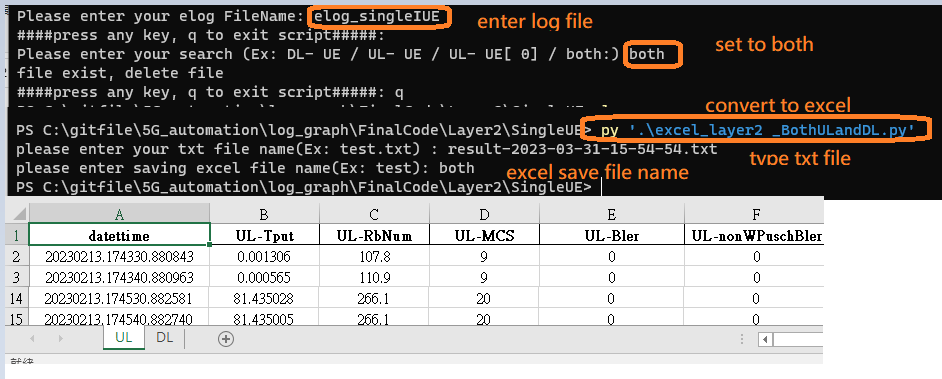 Please enter your elog FileName: elog_singleIUE
enter log file
####press any key, q to exit script#####:
set to both
Please enter your search (Ex: DL- UE / UL- UE / UL- UE[ 0] / both:) both
file exist, delete file
####press any key, q to exit script#####: q
convert to excel
PS C:\gitfile\5G_automation\log_graph\FinalCode\Layer2\SingleUE> py '.\excel_layer2 _BothULandDL.py'
please enter your txt file name(Ex: test.txt) : result-2023-03-31-15-54-54.txt
type txt file
please enter saving excel file name(Ex: test): both
excel save file name
PS C:\gitfile\5G_automation\log_graph\FinalCode\Layer2\SingleUE>
A B C D E F
1 datettime UL-Tput UL-RbNum UL-MCS UL-Bler UL-nonWPuschBler
2 20230213.174330.880843 0.001306 107.8 9 0 0
3 20230213.174340.880963 0.000565 110.9 9 0 0
14 20230213.174530.882581 81.435028 266.1 20 0 0
15 20230213.174540.882740 81.435005 266.1 20 0 0
UL DL
就緒